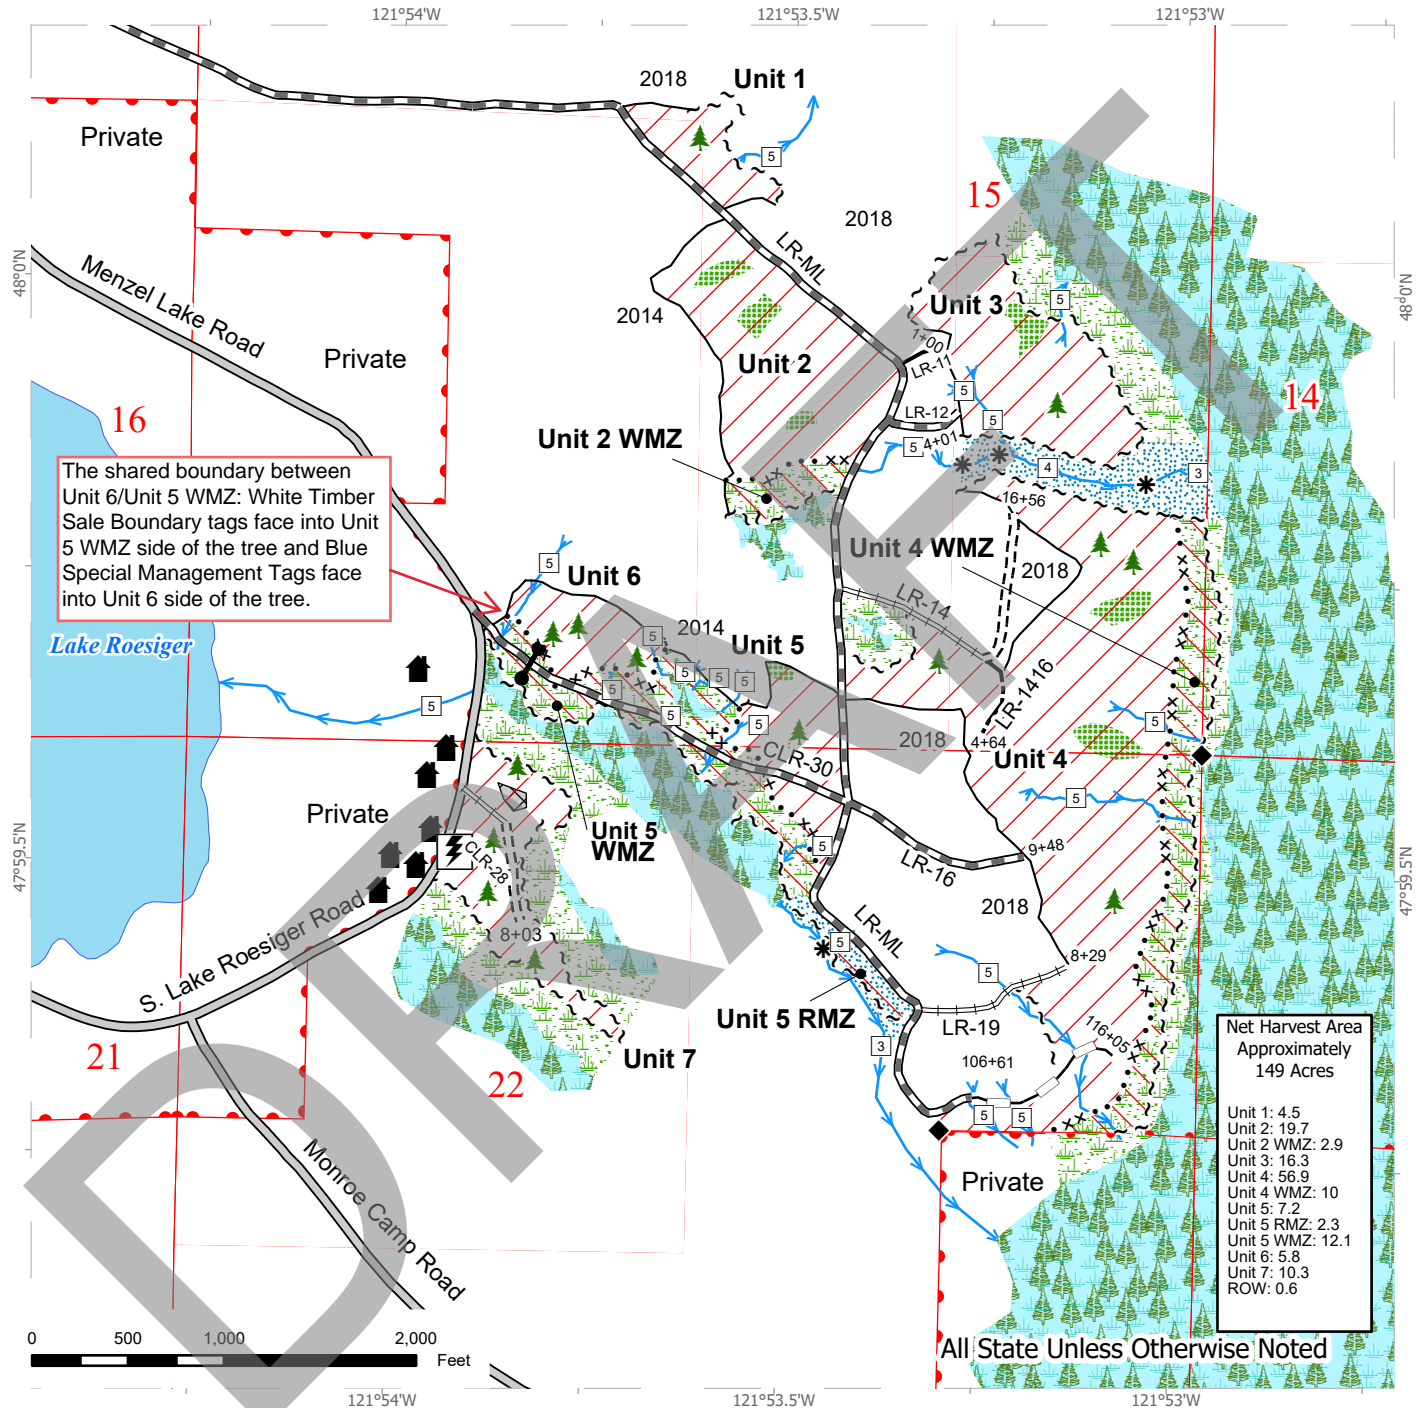 121°54'W
121°53.5'W
121°53'W
2018
Unit 1
Private
5
15
2018
LR-ML
48°0'N
48°0'N
Menzel Lake Road
5
Unit 3
2014
1+00
Private
Unit 2
LR-11
5
14
16
LR-12
5
Unit 2 WMZ
5
4+01
4
3
The shared boundary between
Unit 6/Unit 5 WMZ: White Timber
Sale Boundary tags face into Unit
5 WMZ side of the tree and Blue
Special Management Tags face
into Unit 6 side of the tree.
16+56
Unit 4 WMZ
5
Unit 6
2018
LR-14
Lake Roesiger
5
2014
Unit 5
5
5
5
5
5
5
5
5
LR-1416
2018
4+64
Unit 4
CLR-30
5
Private
Unit 5
WMZ
5
9+48
LR-16
CLR-28
47°59.5'N
47°59.5'N
2018
S. Lake Roesiger Road
8+03
LR-ML
5
8+29
5
Unit 5 RMZ
LR-19
116+05
3
21
Unit 7
22
106+61
5
5
Net Harvest Area
Approximately
149 Acres
Unit 1: 4.5
Unit 2: 19.7
Unit 2 WMZ: 2.9
Unit 3: 16.3
Unit 4: 56.9
Unit 4 WMZ: 10
Unit 5: 7.2
Unit 5 RMZ: 2.3
Unit 5 WMZ: 12.1
Unit 6: 5.8
Unit 7: 10.3
ROW: 0.6
Private
Monroe Camp Road
0 500 1,000 2,000
Feet
All State Unless Otherwise Noted
121°54'W
121°53.5'W
121°53'W
DRAFT